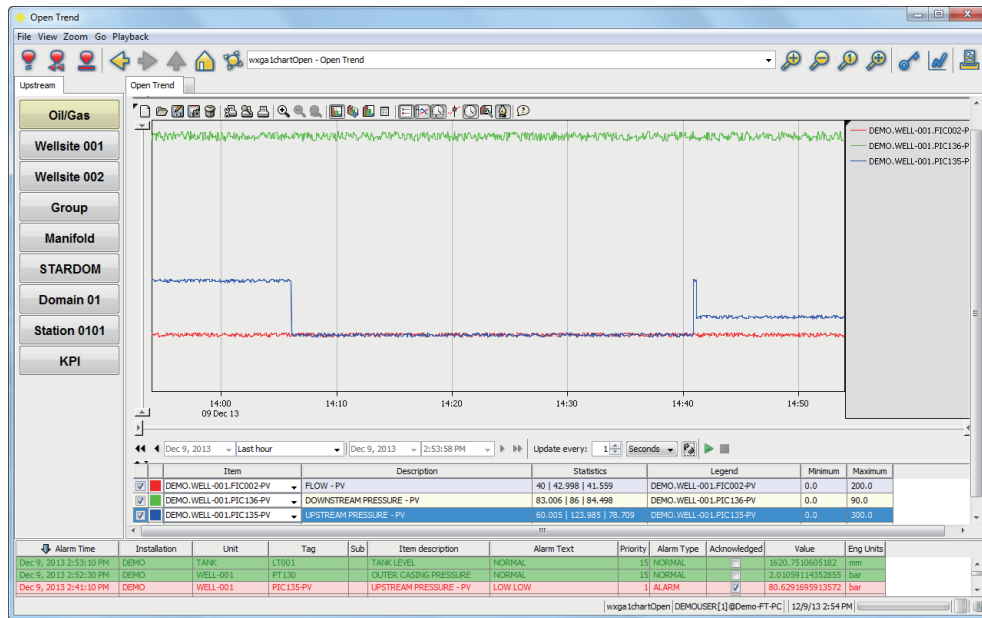 Open Trend
File View Zoom Go Playback
wxga1chartOpen - Open Trend
Upstream
Open Trend
Oil/Gas
Wellsite 001
Wellsite 002
Group
Manifold
STARDOM
Domain 01
Station 0101
KPI
DEMO.WELL-001.FIC002-P
DEMO.WELL-001.PIC136-P
DEMO.WELL-001.PIC135-P
14:00 14:10 14:20 14:30 14:40 14:50
09 Dec 13
Dec 9, 2013 Last hour Dec 9, 2013 2:53:58 PM Update every: 1 Seconds
Item Description Statistics Legend Minimum Maximum
DEMO.WELL-001.FIC002-PV FLOW - PV 40 | 42.998 | 41.559 DEMO.WELL-001.FIC002-PV 0.0 200.0
DEMO.WELL-001.PIC136-PV DOWNSTREAM PRESSURE - PV 83.006 | 86 | 84.498 DEMO.WELL-001.PIC136-PV 0.0 90.0
DEMO.WELL-001.PIC135-PV UPSTREAM PRESSURE - PV 60.005 | 123.985 | 78.709 DEMO.WELL-001.PIC135-PV 0.0 300.0
Alarm Time Installation Unit Tag Sub Item description Alarm Text Priority Alarm Type Acknowledged Value Eng Units
Dec 9, 2013 2:53:10 PM DEMO TANK LT001 TANK LEVEL NORMAL 15 NORMAL 1620.7510605182 mm
Dec 9, 2013 2:52:30 PM DEMO WELL-001 PT130 OUTER CASING PRESSURE NORMAL 15 NORMAL 2.01059114352855 bar
Dec 9, 2013 2:41:10 PM DEMO WELL-001 PIC135-PV UPSTREAM PRESSURE - PV LOW LOW 1 ALARM 80.6291695913572 bar
wxga1chartOpen DEMOUSER[1]@Demo-FT-PC 12/9/13 2:54 PM